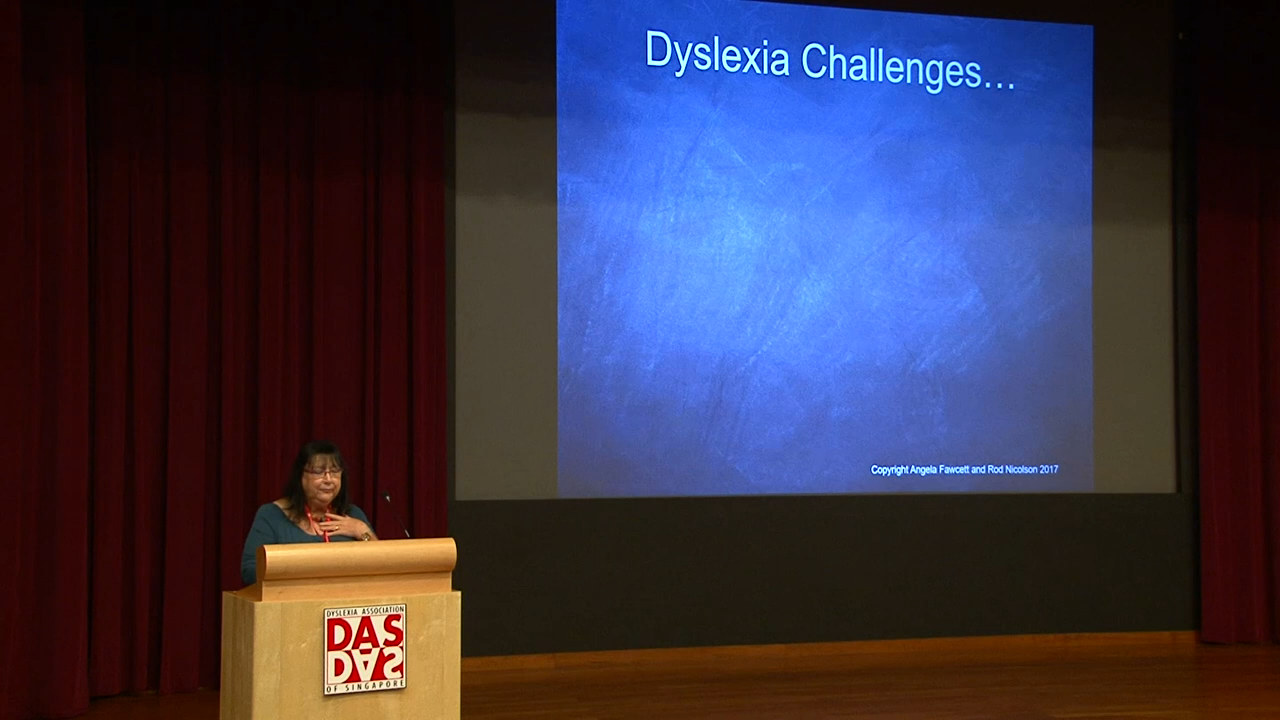 Dyslexia Challenges...
Copyright Angela Fawcett and Rod Nicolson 2017
DYSLEXIA ASSOCIATION
DAS
DAS
OF SINGAPORE